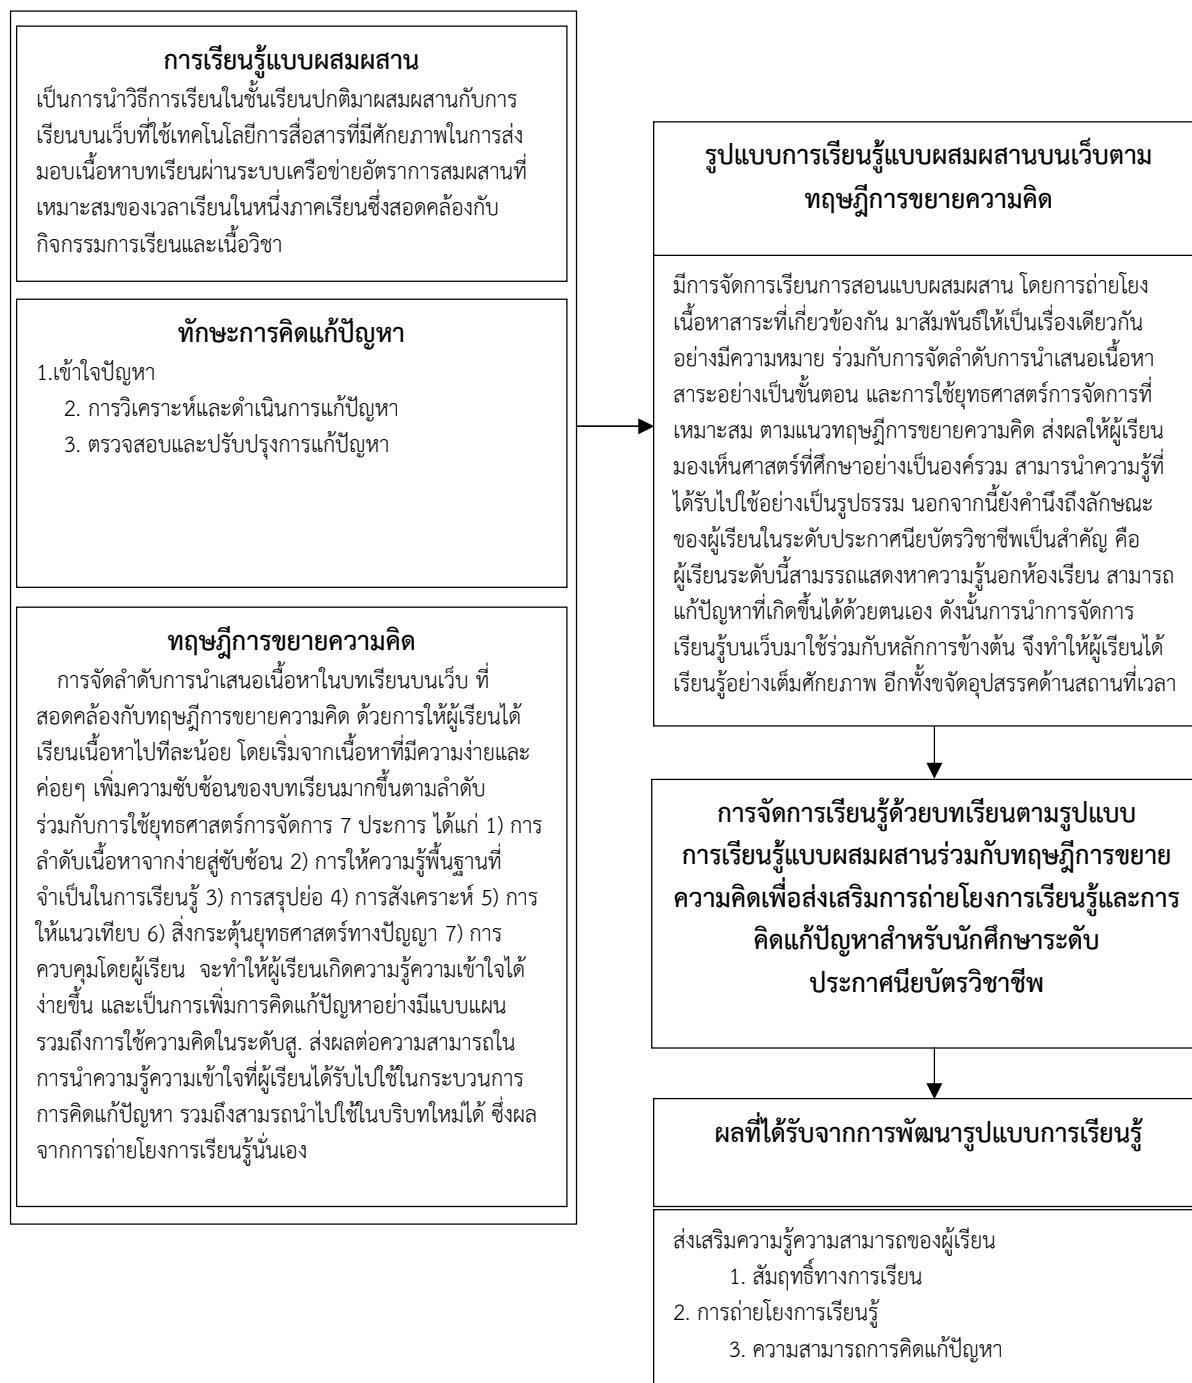 การเรียนรู้แบบผสมผสาน
เป็นการนำวิธีการเรียนในชั้นเรียนปกติมาผสมผสานกับการ
เรียนบนเว็บที่ใช้เทคโนโลยีการสื่อสารที่มีศักยภาพในการส่ง
มอบเนื้อหาบทเรียนผ่านระบบเครือข่ายอัตราการสมผสานที่
เหมาะสมของเวลาเรียนในหนึ่งภาคเรียนซึ่งสอดคล้องกับ
กิจกรรมการเรียนและเนื้อวิชา
ทักษะการคิดแก้ปัญหา
1.เข้าใจปัญหา
2. การวิเคราะห์และดำเนินการแก้ปัญหา
3. ตรวจสอบและปรับปรุงการแก้ปัญหา
ทฤษฎีการขยายความคิด
การจัดลำดับการนำเสนอเนื้อหาในบทเรียนบนเว็บ ที่
สอดคล้องกับทฤษฎีการขยายความคิด ด้วยการให้ผู้เรียนได้
เรียนเนื้อหาไปทีละน้อย โดยเริ่มจากเนื้อหาที่มีความง่ายและ
ค่อยๆ เพิ่มความซับซ้อนของบทเรียนมากขึ้นตามลำดับ
ร่วมกับการใช้ยุทธศาสตร์การจัดการ 7 ประการ ได้แก่ 1) การ
ลำดับเนื้อหาจากง่ายสู่ซับซ้อน 2) การให้ความรู้พื้นฐานที่
จำเป็นในการเรียนรู้ 3) การสรุปย่อ 4) การสังเคราะห์ 5) การ
ให้แนวเทียบ 6) สิ่งกระตุ้นยุทธศาสตร์ทางปัญญา 7) การ
ควบคุมโดยผู้เรียน จะทำให้ผู้เรียนเกิดความรู้ความเข้าใจได้
ง่ายขึ้น และเป็นการเพิ่มการคิดแก้ปัญหาอย่างมีแบบแผน
รวมถึงการใช้ความคิดในระดับสู. ส่งผลต่อความสามารถใน
การนำความรู้ความเข้าใจที่ผู้เรียนได้รับไปใช้ในกระบวนการ
การคิดแก้ปัญหา รวมถึงสามรถนำไปใช้ในบริบทใหม่ได้ ซึ่งผล
จากการถ่ายโยงการเรียนรู้นั่นเอง
รูปแบบการเรียนรู้แบบผสมผสานบนเว็บตาม
ทฤษฎีการขยายความคิด
มีการจัดการเรียนการสอนแบบผสมผสาน โดยการถ่ายโยง
เนื้อหาสาระที่เกี่ยวข้องกัน มาสัมพันธ์ให้เป็นเรื่องเดียวกัน
อย่างมีความหมาย ร่วมกับการจัดลำดับการนำเสนอเนื้อหา
สาระอย่างเป็นขั้นตอน และการใช้ยุทธศาสตร์การจัดการที่
เหมาะสม ตามแนวทฤษฎีการขยายความคิด ส่งผลให้ผู้เรียน
มองเห็นศาสตร์ที่ศึกษาอย่างเป็นองค์รวม สามารนำความรู้ที่
ได้รับไปใช้อย่างเป็นรูปธรรม นอกจากนี้ยังคำนึงถึงลักษณะ
ของผู้เรียนในระดับประกาศนียบัตรวิชาชีพเป็นสำคัญ คือ
ผู้เรียนระดับนี้สามรรถแสดงหาความรู้นอกห้องเรียน สามารถ
แก้ปัญหาที่เกิดขึ้นได้ด้วยตนเอง ดังนั้นการนำการจัดการ
เรียนรู้บนเว็บมาใช้ร่วมกับหลักการข้างต้น จึงทำให้ผู้เรียนได้
เรียนรู้อย่างเต็มศักยภาพ อีกทั้งขจัดอุปสรรคด้านสถานที่เวลา
การจัดการเรียนรู้ด้วยบทเรียนตามรูปแบบ
การเรียนรู้แบบผสมผสานร่วมกับทฤษฎีการขยาย
ความคิดเพื่อส่งเสริมการถ่ายโยงการเรียนรู้และการ
คิดแก้ปัญหาสำหรับนักศึกษาระดับ
ประกาศนียบัตรวิชาชีพ
ผลที่ได้รับจากการพัฒนารูปแบบการเรียนรู้
ส่งเสริมความรู้ความสามารถของผู้เรียน
1. สัมฤทธิ์ทางการเรียน
2. การถ่ายโยงการเรียนรู้
3. ความสามารถการคิดแก้ปัญหา